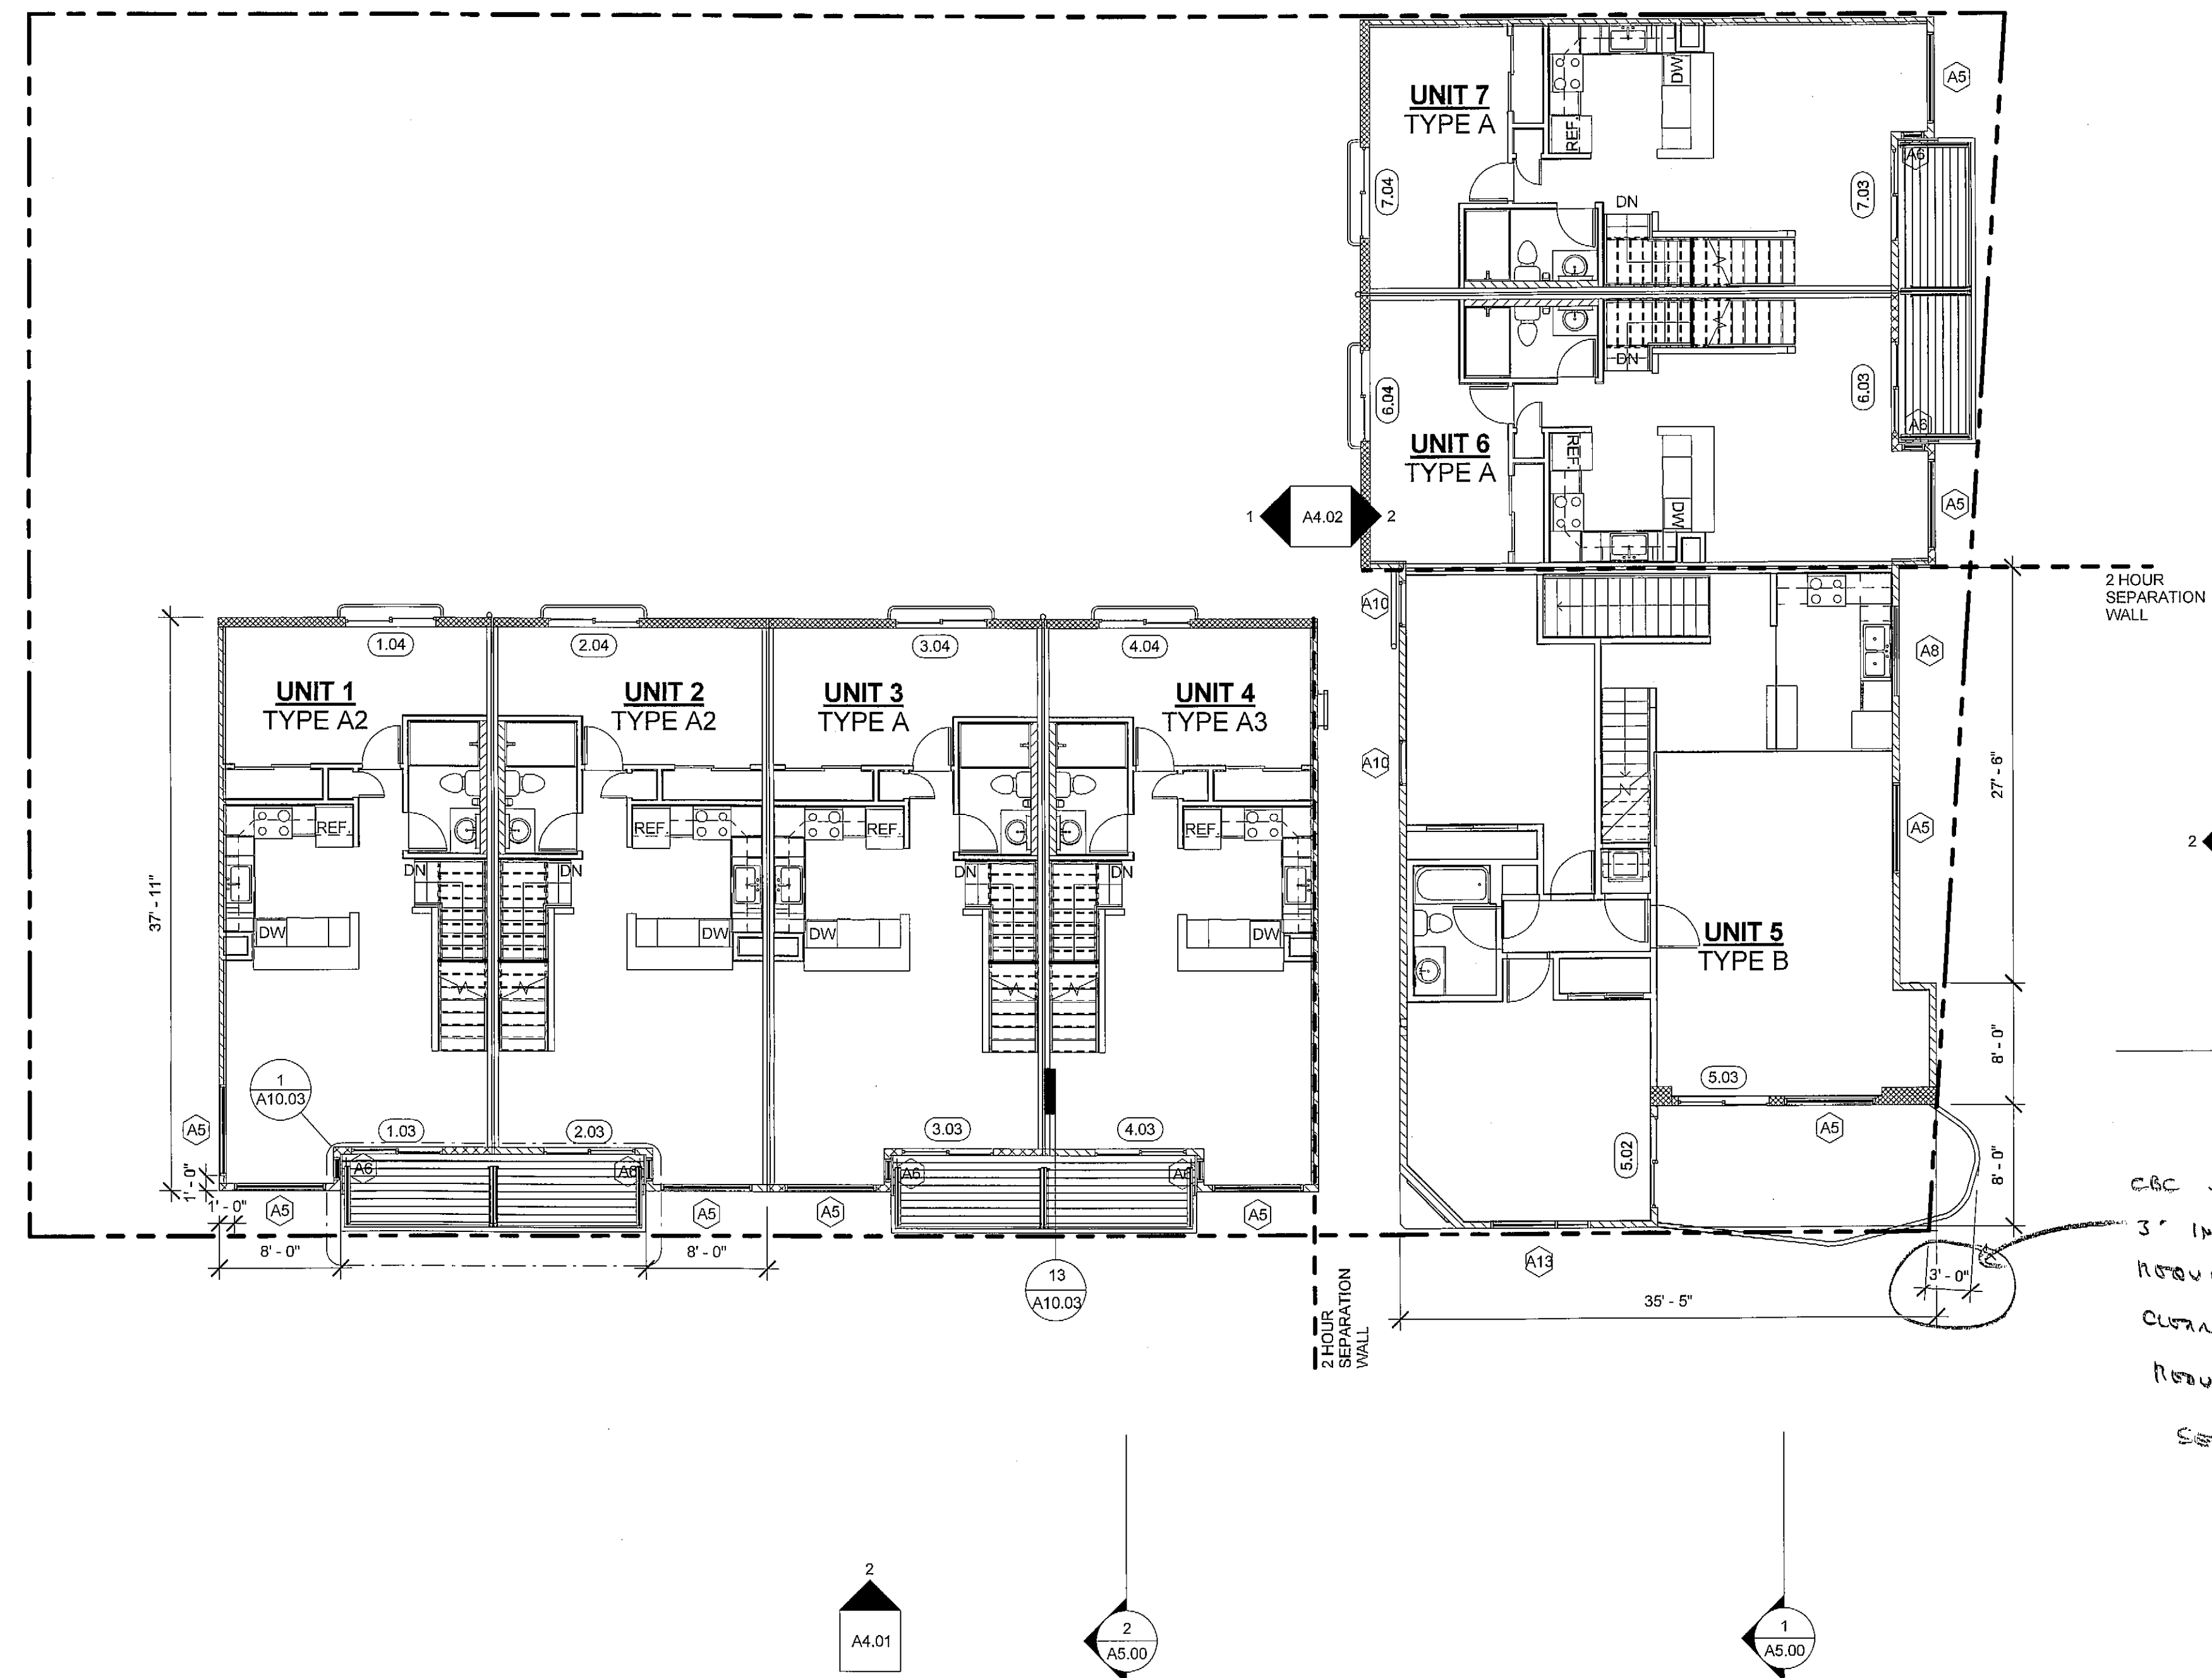 UNIT 7
TYPE A
REF.
DW
A5
7.04
7.03
A6
DN
DN
6.04
6.03
A6
UNIT 6
TYPE A
REF.
DW
A5
1
A4.02
2
2 HOUR
SEPARATION
WALL
A10
A8
A10
27' - 6"
A5
2
UNIT 5
TYPE B
8' - 0"
5.03
A5
5.02
8' - 0"
A13
35' - 5"
3' - 0"
CBC
3'
1.04
2.04
3.04
4.04
UNIT 1
TYPE A2
UNIT 2
TYPE A2
UNIT 3
TYPE A
UNIT 4
TYPE A3
REF.
REF.
REF.
REF.
DN
DN
DN
DN
37' - 11"
DW
DW
DW
DW
1
A10.03
A5
1.03
2.03
3.03
4.03
A6
A6
A6
A6
1' - 0"
1' - 0"
A5
A5
A5
A5
8' - 0"
8' - 0"
13
A10.03
2 HOUR
SEPARATION
WALL
2
A4.01
2
A5.00
1
A5.00